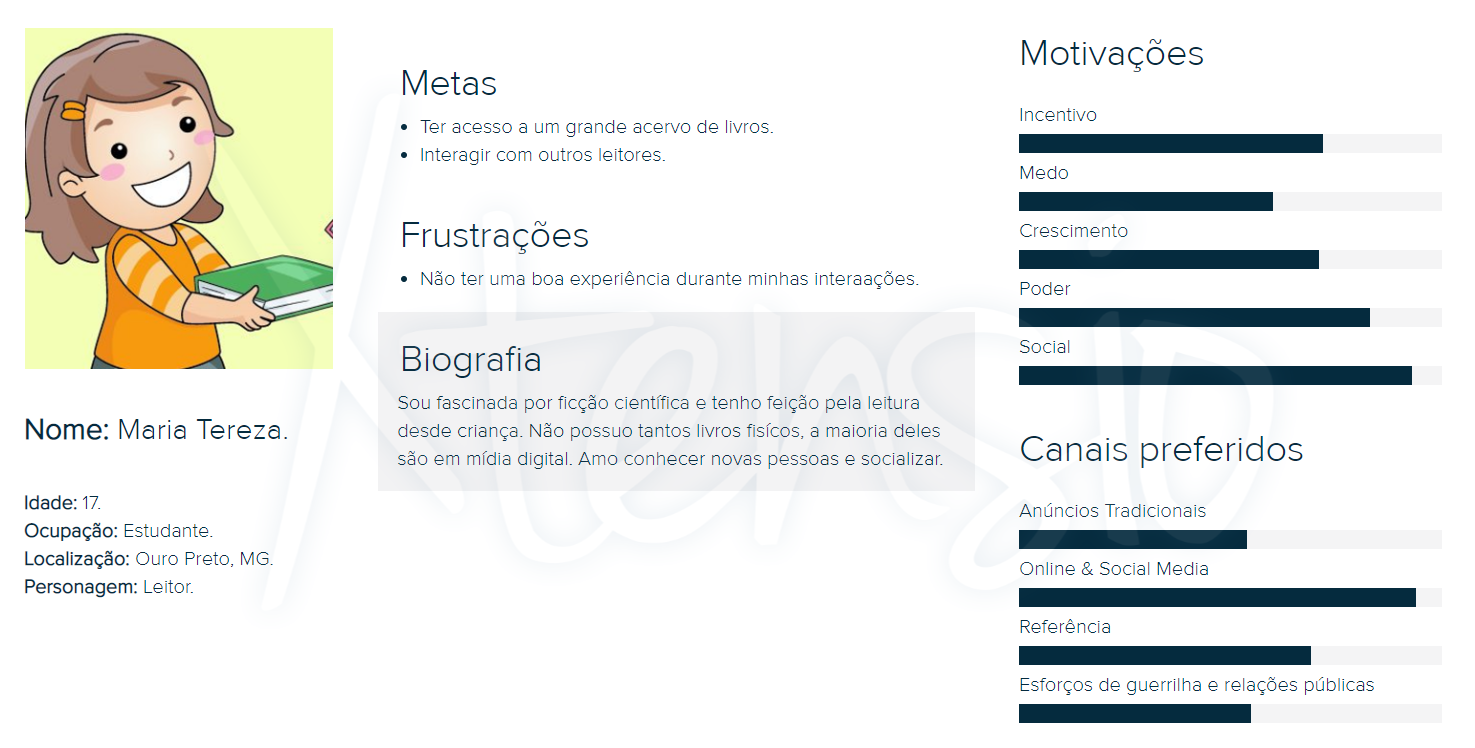 Nome: Maria Tereza.
Idade: 17.
Ocupação: Estudante.
Localização: Ouro Preto, MG.
Personagem: Leitor.
Metas
Ter acesso a um grande acervo de livros.
Interagir com outros leitores.
Frustrações
Não ter uma boa experiência durante minhas interaações.
Biografia
Sou fascinada por ficção científica e tenho feição pela leitura
desde criança. Não possuo tantos livros fisícos, a maioria deles
são em mídia digital. Amo conhecer novas pessoas e socializar.
Motivações
Incentivo
Medo
Crescimento
Poder
Social
Canais preferidos
Anúncios Tradicionais
Online & Social Media
Referência
Esforços de guerrilha e relações públicas
Xtensio